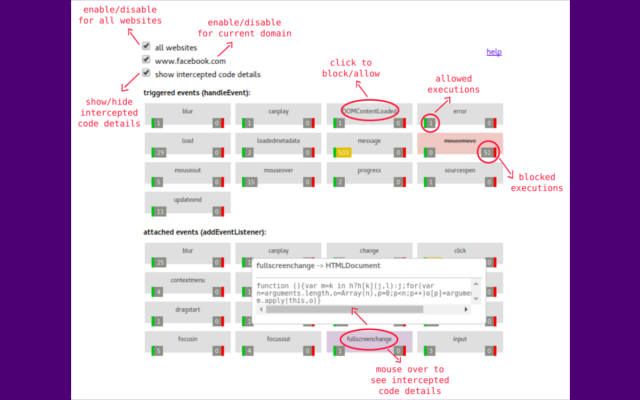 enable/disable
for all websites
enable/disable
for current domain
all websites
www.facebook.com
show intercepted code details
help
click to
block/allow
allowed
executions
show/hide
intercepted
code details
triggered events (handleEvent):
blur
1 0
canplay
1 0
DOMContentLoaded
1 0
error
1 0
load
29 0
loadedmetadata
2 0
message
503 0
mousemove
0 51
mouseout
5 0
mouseover
15 0
progress
2 0
sourceopen
1 0
updateend
11 0
blocked
executions
attached events (addEventListener):
blur
25
canplay
change
click
fullscreenchange -> HTMLDocument
function (){var m=k in h?h[k](j,l):j;for(var
n=arguments.length,o=Array(n),p=0;p<n;p++)o[p]=argume
m.apply(this,o)}
contextmenu
4
dragstart
1
focusin
5 0
focusout
4 0
fullscreenchange
1 0
input
3 0
mouse over to
see intercepted
code details